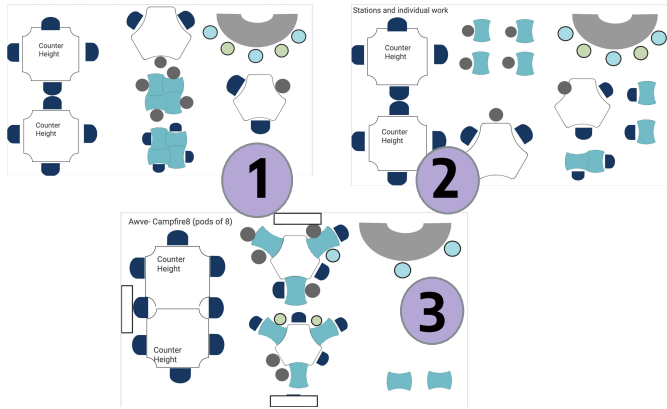 Counter
Height
Counter
Height
1
Stations and individual work
Counter
Height
Counter
Height
2
Awve- Campfire8 (pods of 8)
Counter
Height
Counter
Height
3